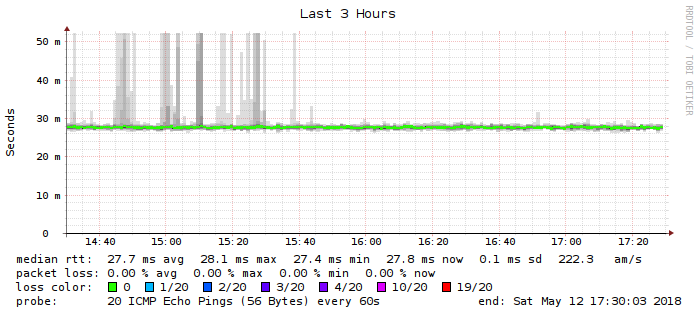 Last 3 Hours
RRDTOOL / TOBI OETIKER
Seconds
50 m
40 m
30 m
20 m
10 m
0
14:40 15:00 15:20 15:40 16:00 16:20 16:40 17:00 17:20
median rtt: 27.7 ms avg 28.1 ms max 27.4 ms min 27.8 ms now 0.1 ms sd 222.3 am/s
packet loss: 0.00 % avg 0.00 % max 0.00 % min 0.00 % now
loss color: 0 1/20 2/20 3/20 4/20 10/20 19/20
probe: 20 ICMP Echo Pings (56 Bytes) every 60s end: Sat May 12 17:30:03 2018